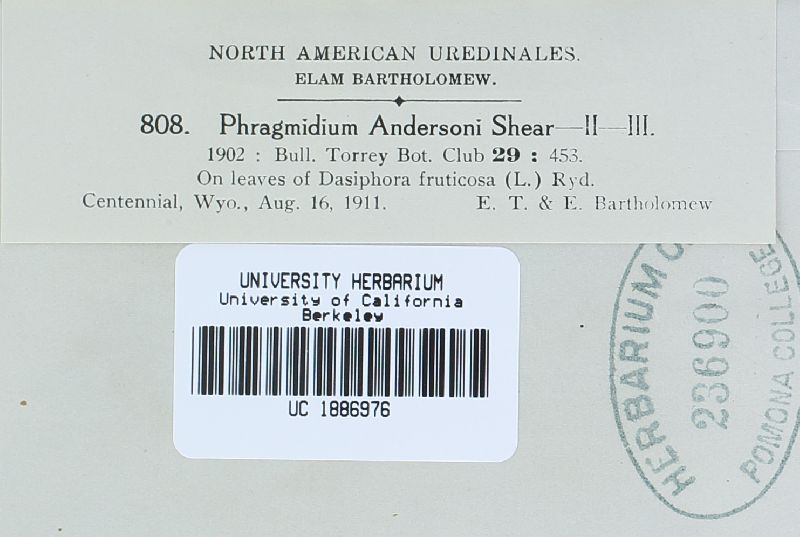 NORTH AMERICAN UREDINALES.
ELAM BARTHOLOMEW.
808. Phragmidium Andersoni Shear—II—III.
1902 : Bull. Torrey Bot. Club 29 : 453.
On leaves of Dasiphora fruticosa (L.) Ryd.
Centennial, Wyo., Aug. 16, 1911. E. T. & E. Bartholomew
UNIVERSITY HERBARIUM
University of California
Berkeley
UC 1886976
HERBARIUM
236900
POMONA COLLEGE